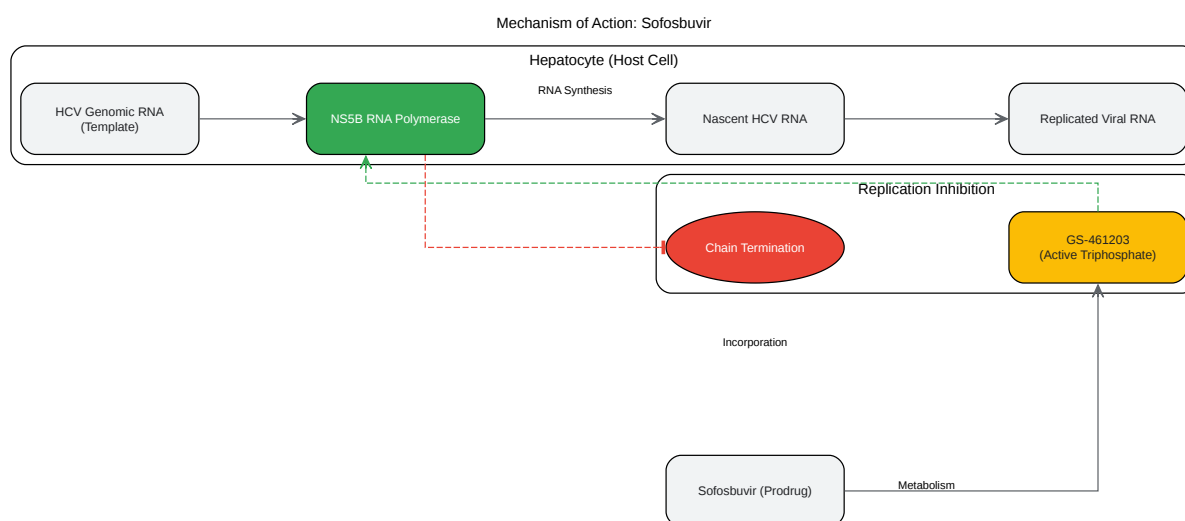 Mechanism of Action: Sofosbuvir
Hepatocyte (Host Cell)
HCV Genomic RNA
(Template)
NS5B RNA Polymerase
RNA Synthesis
Nascent HCV RNA
Replicated Viral RNA
Replication Inhibition
Chain Termination
GS-461203
(Active Triphosphate)
Incorporation
Sofosbuvir (Prodrug)
Metabolism